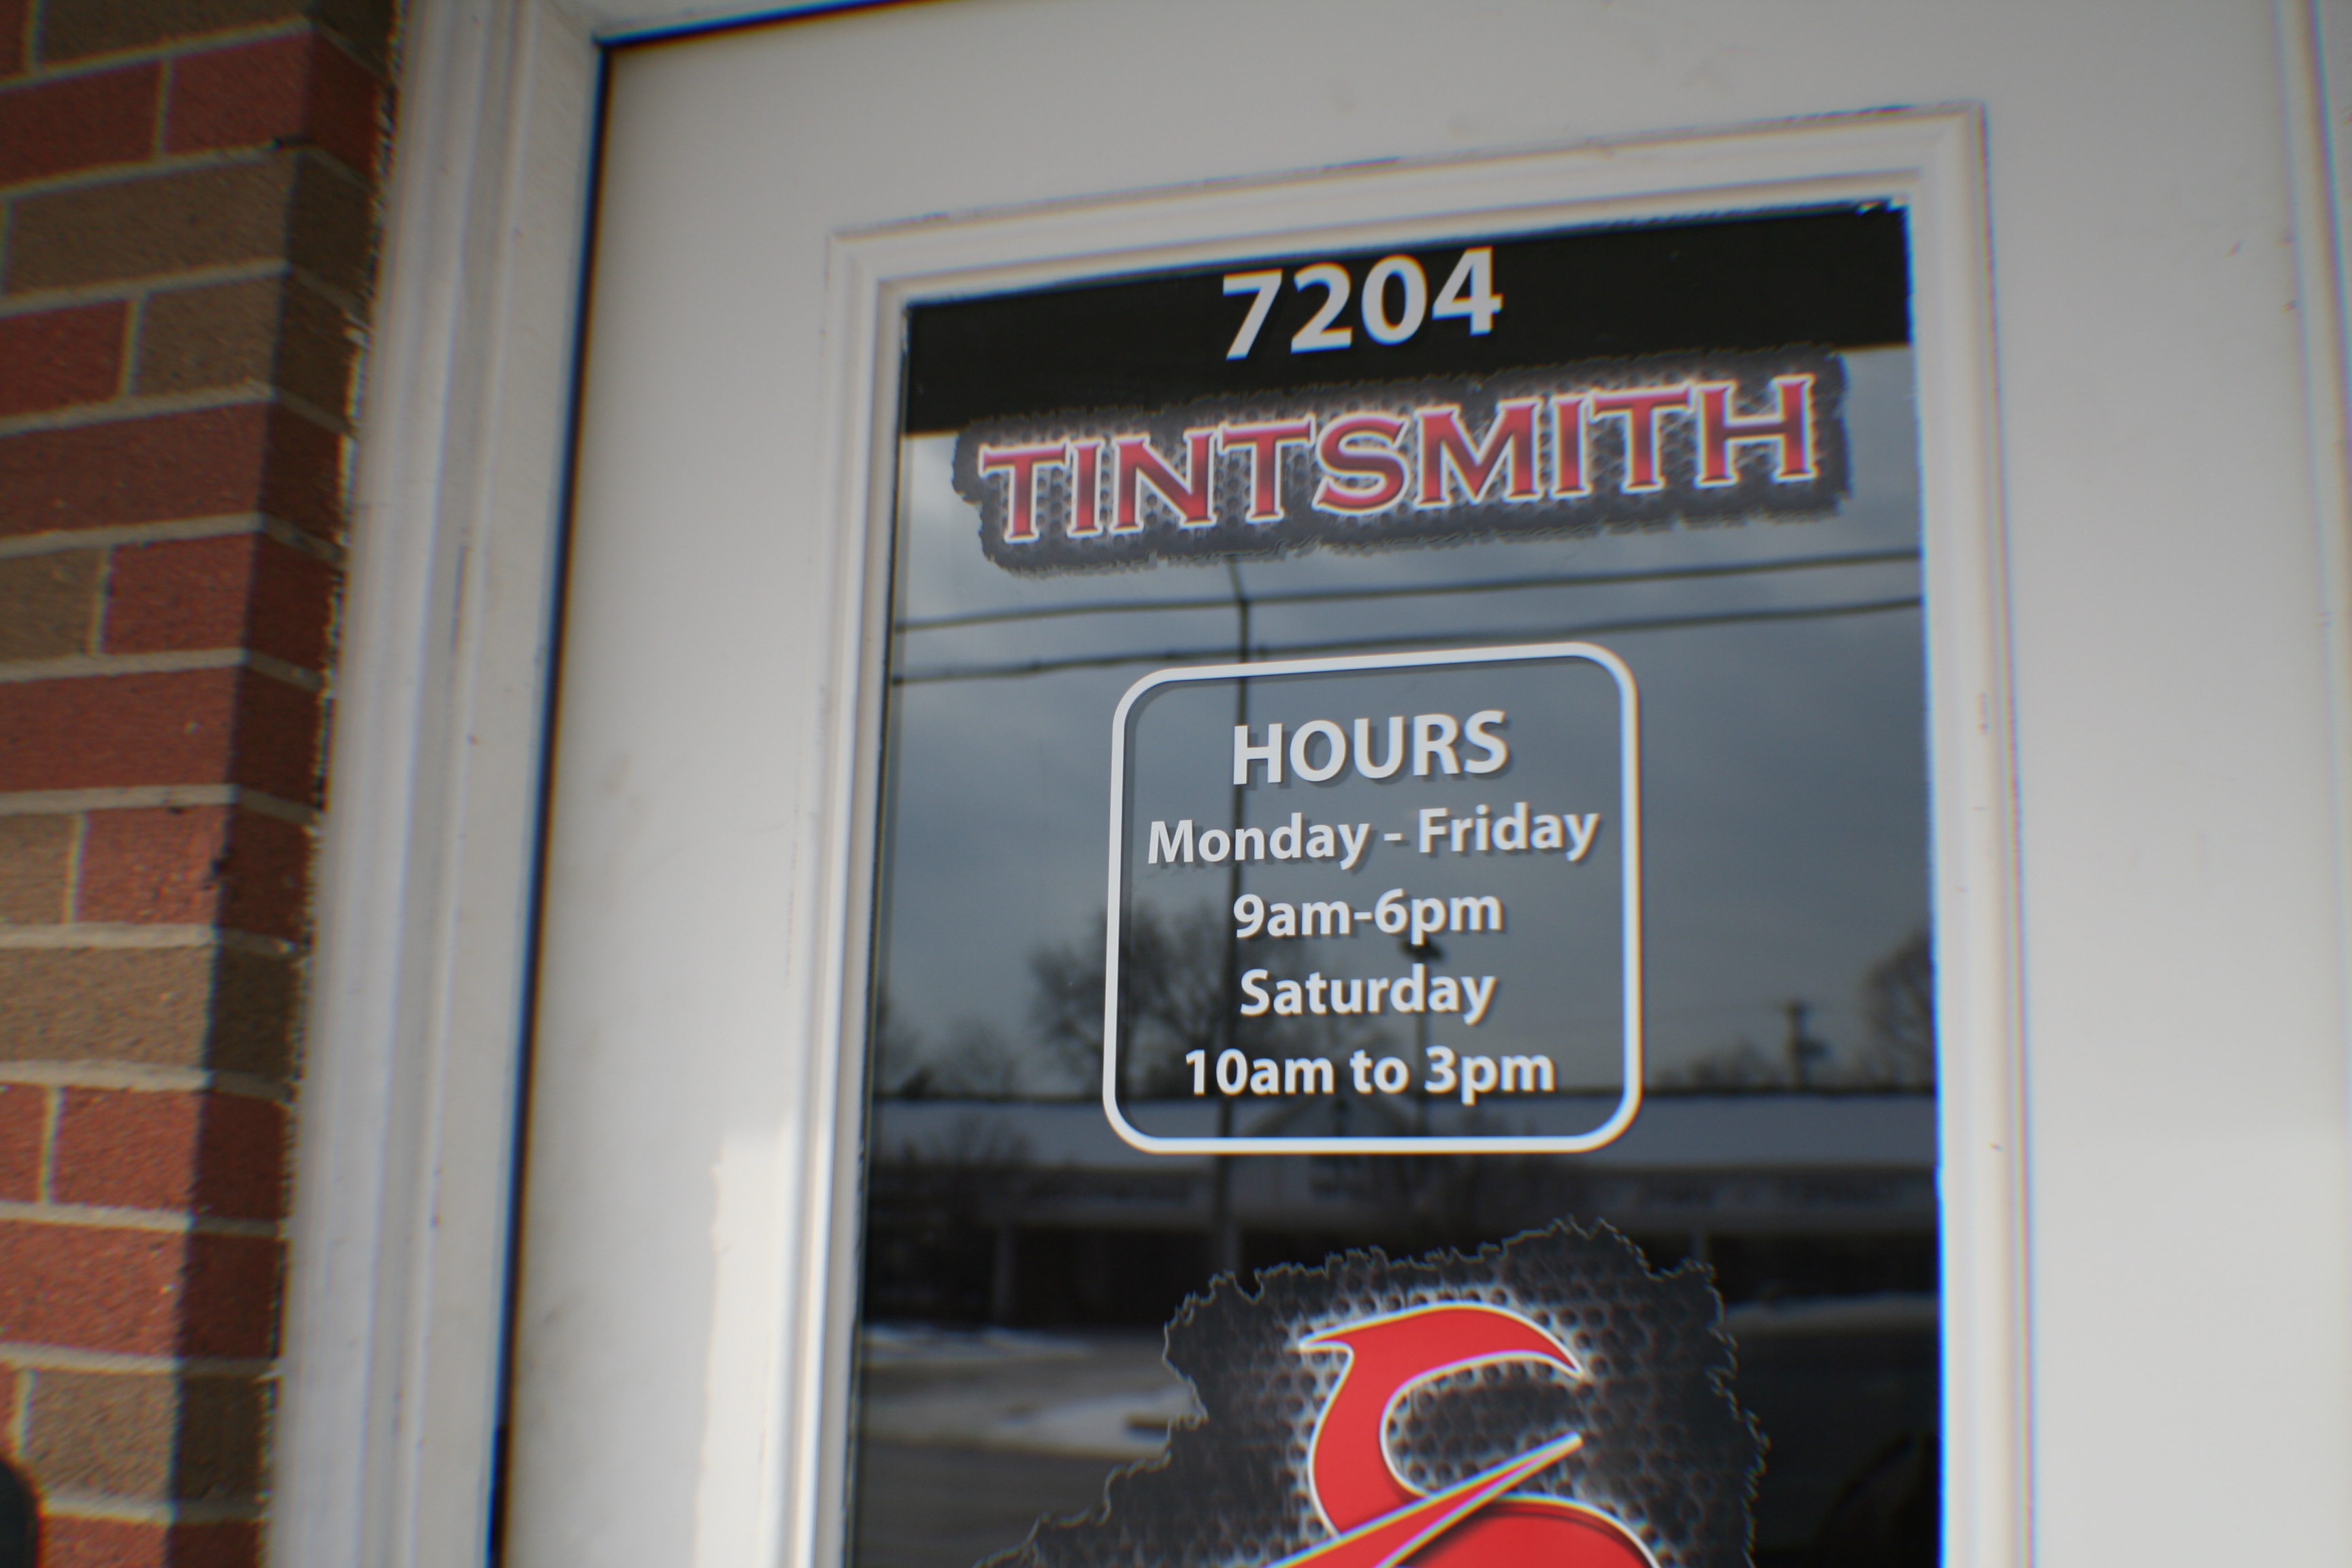 7204
TINTSMITH
HOURS
Monday - Friday
9am-6pm
Saturday
10am to 3pm